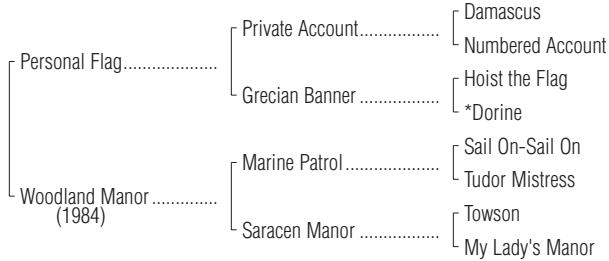 Damascus
Private Account..................
Numbered Account
Personal Flag.....................
Hoist the Flag
Grecian Banner ..................
*Dorine
Sail On-Sail On
Marine Patrol......................
Tudor Mistress
Woodland Manor ..............
(1984)
Towson
Saracen Manor ..................
My Lady's Manor